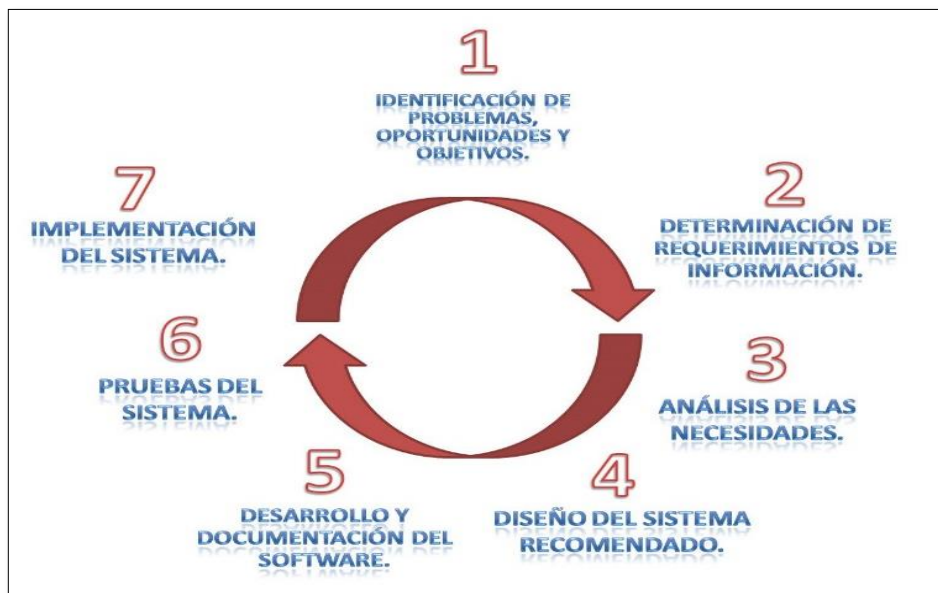 1
IDENTIFICACIÓN DE
PROBLEMAS,
OPORTUNIDADES Y
OBJETIVOS.
2
DETERMINACIÓN DE
REQUERIMIENTOS DE
INFORMACIÓN.
3
ANÁLISIS DE LAS
NECESIDADES.
4
DISEÑO DEL SISTEMA
RECOMENDADO.
5
DESARROLLO Y
DOCUMENTACIÓN DEL
SOFTWARE.
6
PRUEBAS DEL
SISTEMA.
7
IMPLEMENTACIÓN
DEL SISTEMA.